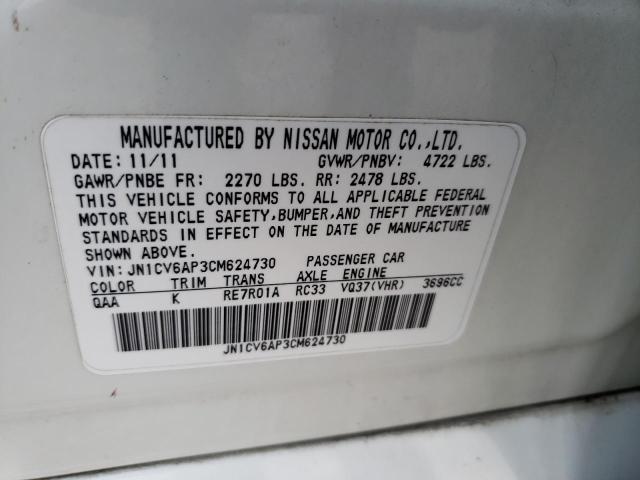 MANUFACTURED BY NISSAN MOTOR CO.,LTD.
DATE: 11/11 GVWR/PNBV: 4722 LBS.
GAWR/PNBE FR: 2270 LBS. RR: 2478 LBS.
THIS VEHICLE CONFORMS TO ALL APPLICABLE FEDERAL
MOTOR VEHICLE SAFETY,BUMPER,AND THEFT PREVENTION
STANDARDS IN EFFECT ON THE DATE OF MANUFACTURE
SHOWN ABOVE.
VIN: JN1CV6AP3CM624730 PASSENGER CAR
COLOR TRIM TRANS AXLE ENGINE
QAA K RE7R01A RC33 VQ37(VHR) 3696CC
JN1CV6AP3CM624730